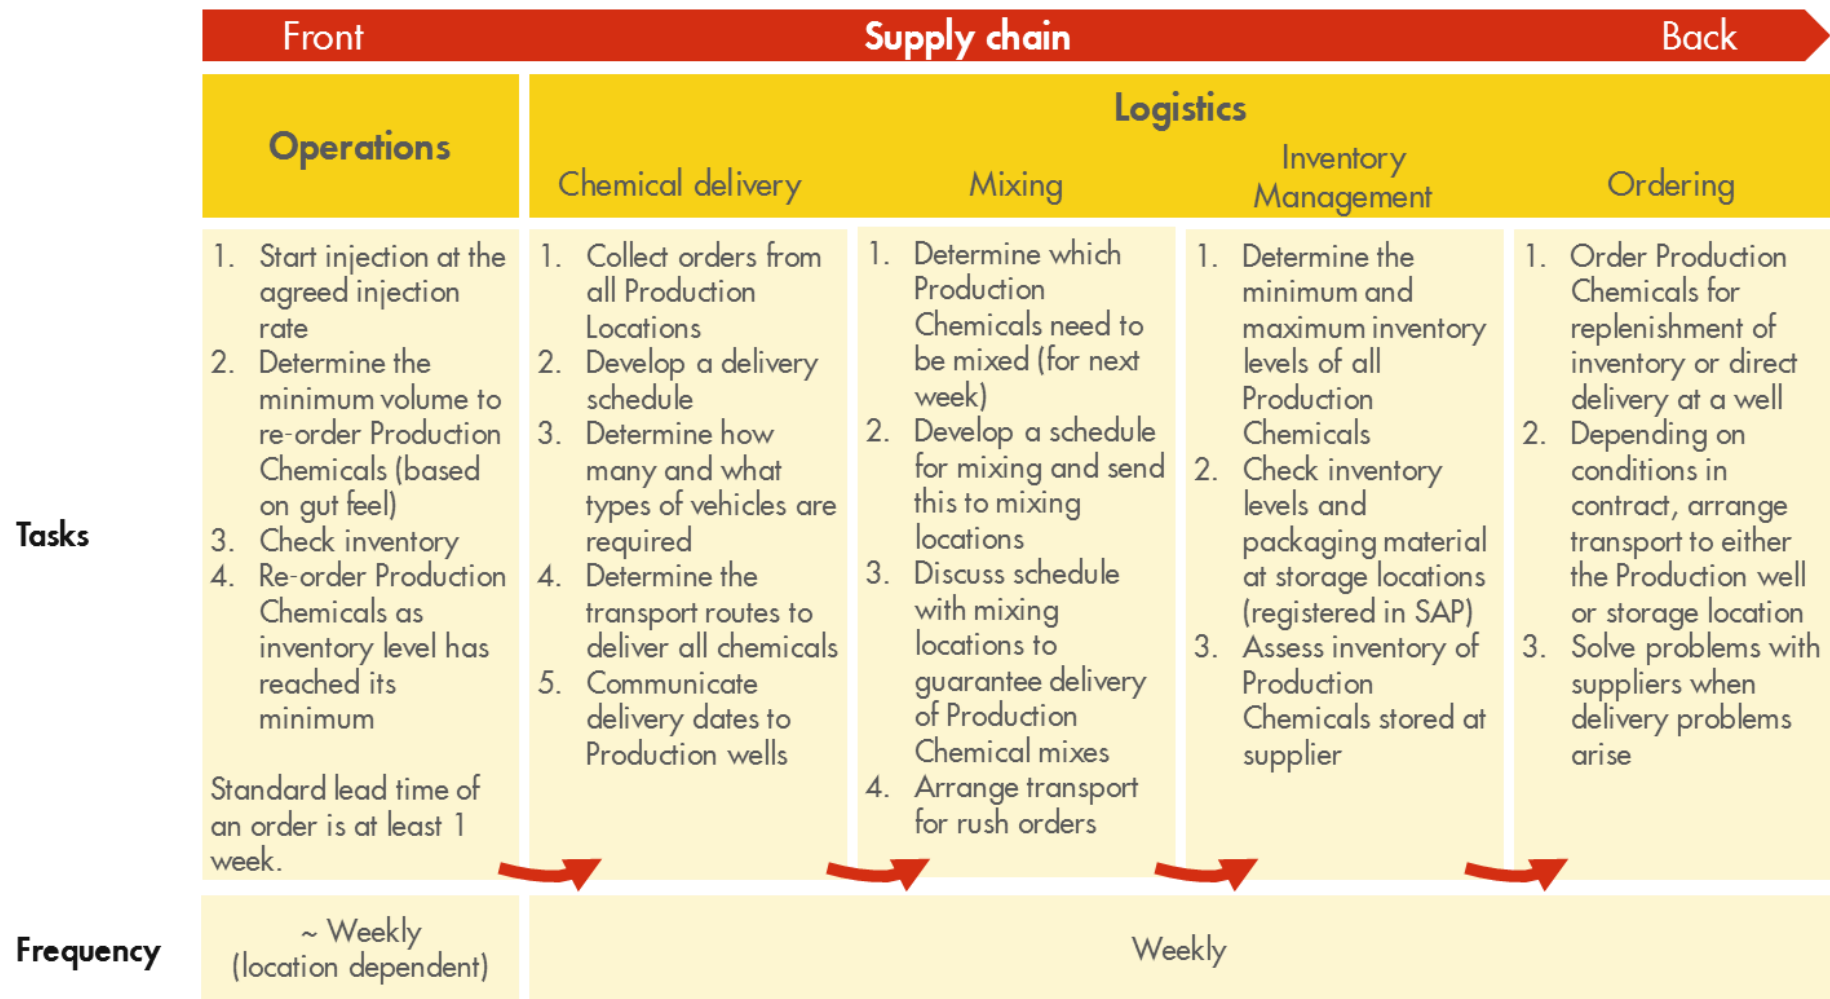 Front
Supply chain
Back
Operations
Logistics
Chemical delivery
Mixing
Inventory
Management
Ordering
Tasks
1. Start injection at the
agreed injection
rate
2. Determine the
minimum volume to
re-order Production
Chemicals (based
on gut feel)
3. Check inventory
4. Re-order Production
Chemicals as
inventory level has
reached its
minimum
Standard lead time of
an order is at least 1
week.
1. Collect orders from
all Production
Locations
2. Develop a delivery
schedule
3. Determine how
many and what
types of vehicles are
required
4. Determine the
transport routes to
deliver all chemicals
5. Communicate
delivery dates to
Production wells
1. Determine which
Production
Chemicals need to
be mixed (for next
week)
2. Develop a schedule
for mixing and send
this to mixing
locations
3. Discuss schedule
with mixing
locations to
guarantee delivery
of Production
Chemical mixes
4. Arrange transport
for rush orders
1. Determine the
minimum and
maximum inventory
levels of all
Production
Chemicals
2. Check inventory
levels and
packaging material
at storage locations
(registered in SAP)
3. Assess inventory of
Production
Chemicals stored at
supplier
1. Order Production
Chemicals for
replenishment of
inventory or direct
delivery at a well
2. Depending on
conditions in
contract, arrange
transport to either
the Production well
or storage location
3. Solve problems with
suppliers when
delivery problems
arise
Frequency
~ Weekly
(location dependent)
Weekly